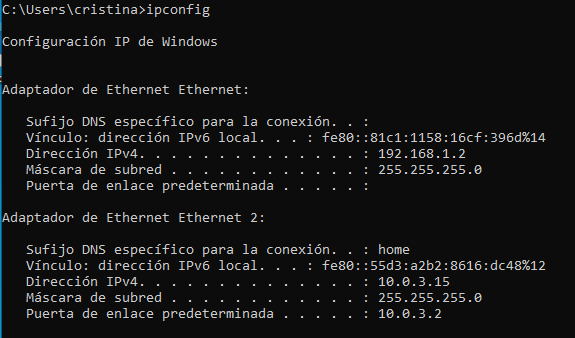 C:\Users\cristina>ipconfig
Configuración IP de Windows
Adaptador de Ethernet Ethernet:
Sufijo DNS específico para la conexión. . :
Vínculo: dirección IPv6 local. . . : fe80::81c1:1158:16cf:396d%14
Dirección IPv4. . . . . . . . . . . . . . : 192.168.1.2
Máscara de subred . . . . . . . . . . . . : 255.255.255.0
Puerta de enlace predeterminada . . . . . :
Adaptador de Ethernet Ethernet 2:
Sufijo DNS específico para la conexión. . : home
Vínculo: dirección IPv6 local. . . : fe80::55d3:a2b2:8616:dc48%12
Dirección IPv4. . . . . . . . . . . . . . : 10.0.3.15
Máscara de subred . . . . . . . . . . . . : 255.255.255.0
Puerta de enlace predeterminada . . . . . : 10.0.3.2